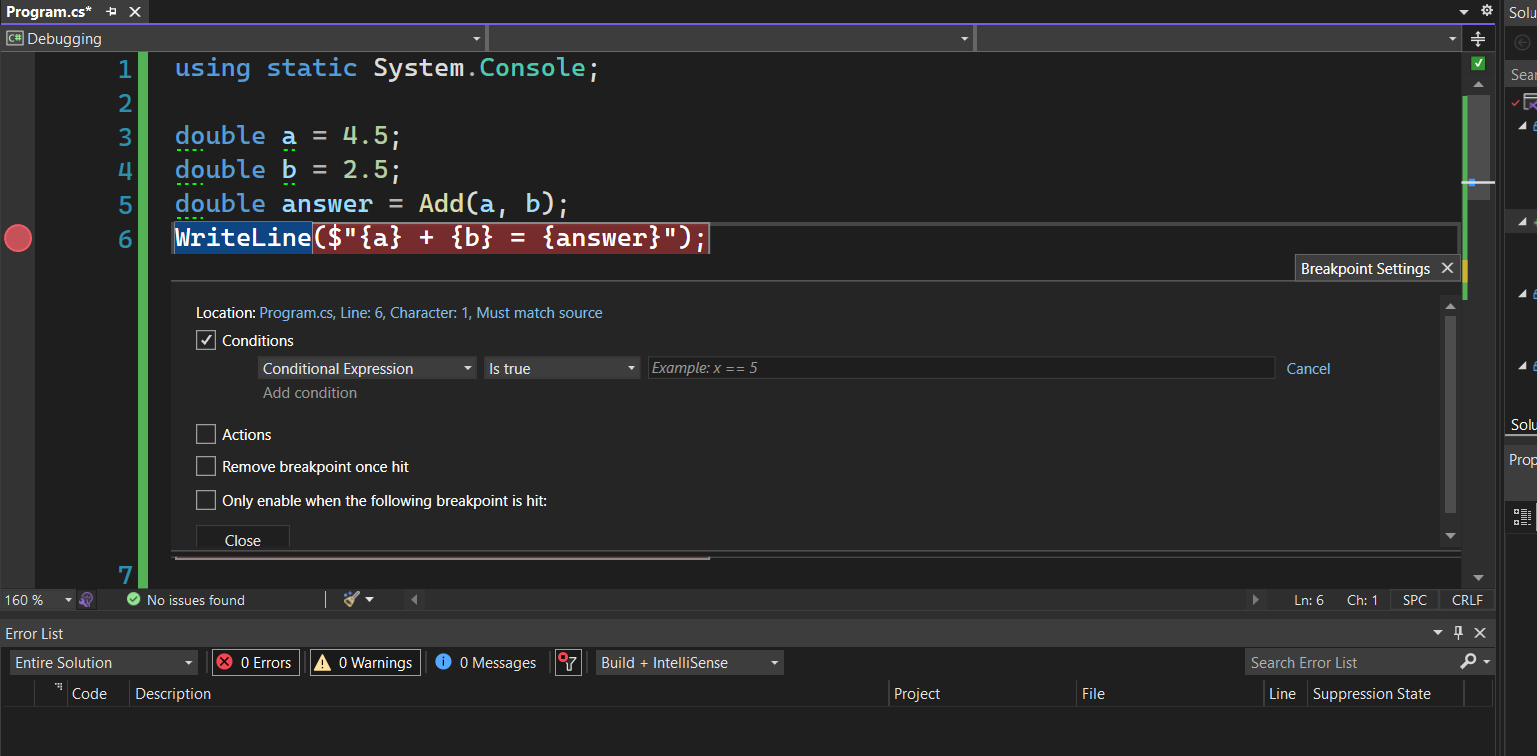 Program.cs*
Solu
C# Debugging
Sear
1 using static System.Console;
2
3 double a = 4.5;
4 double b = 2.5;
5 double answer = Add(a, b);
6 WriteLine($"{a} + {b} = {answer}");
Breakpoint Settings
Location: Program.cs, Line: 6, Character: 1, Must match source
Conditions
Conditional Expression Is true Example: x == 5 Cancel
Add condition
Actions
Solu
Remove breakpoint once hit
Prop
Only enable when the following breakpoint is hit:
Close
7
160 % No issues found Ln: 6 Ch: 1 SPC CRLF
Error List
Entire Solution 0 Errors 0 Warnings 0 Messages Build + IntelliSense Search Error List
Code Description Project File Line Suppression State